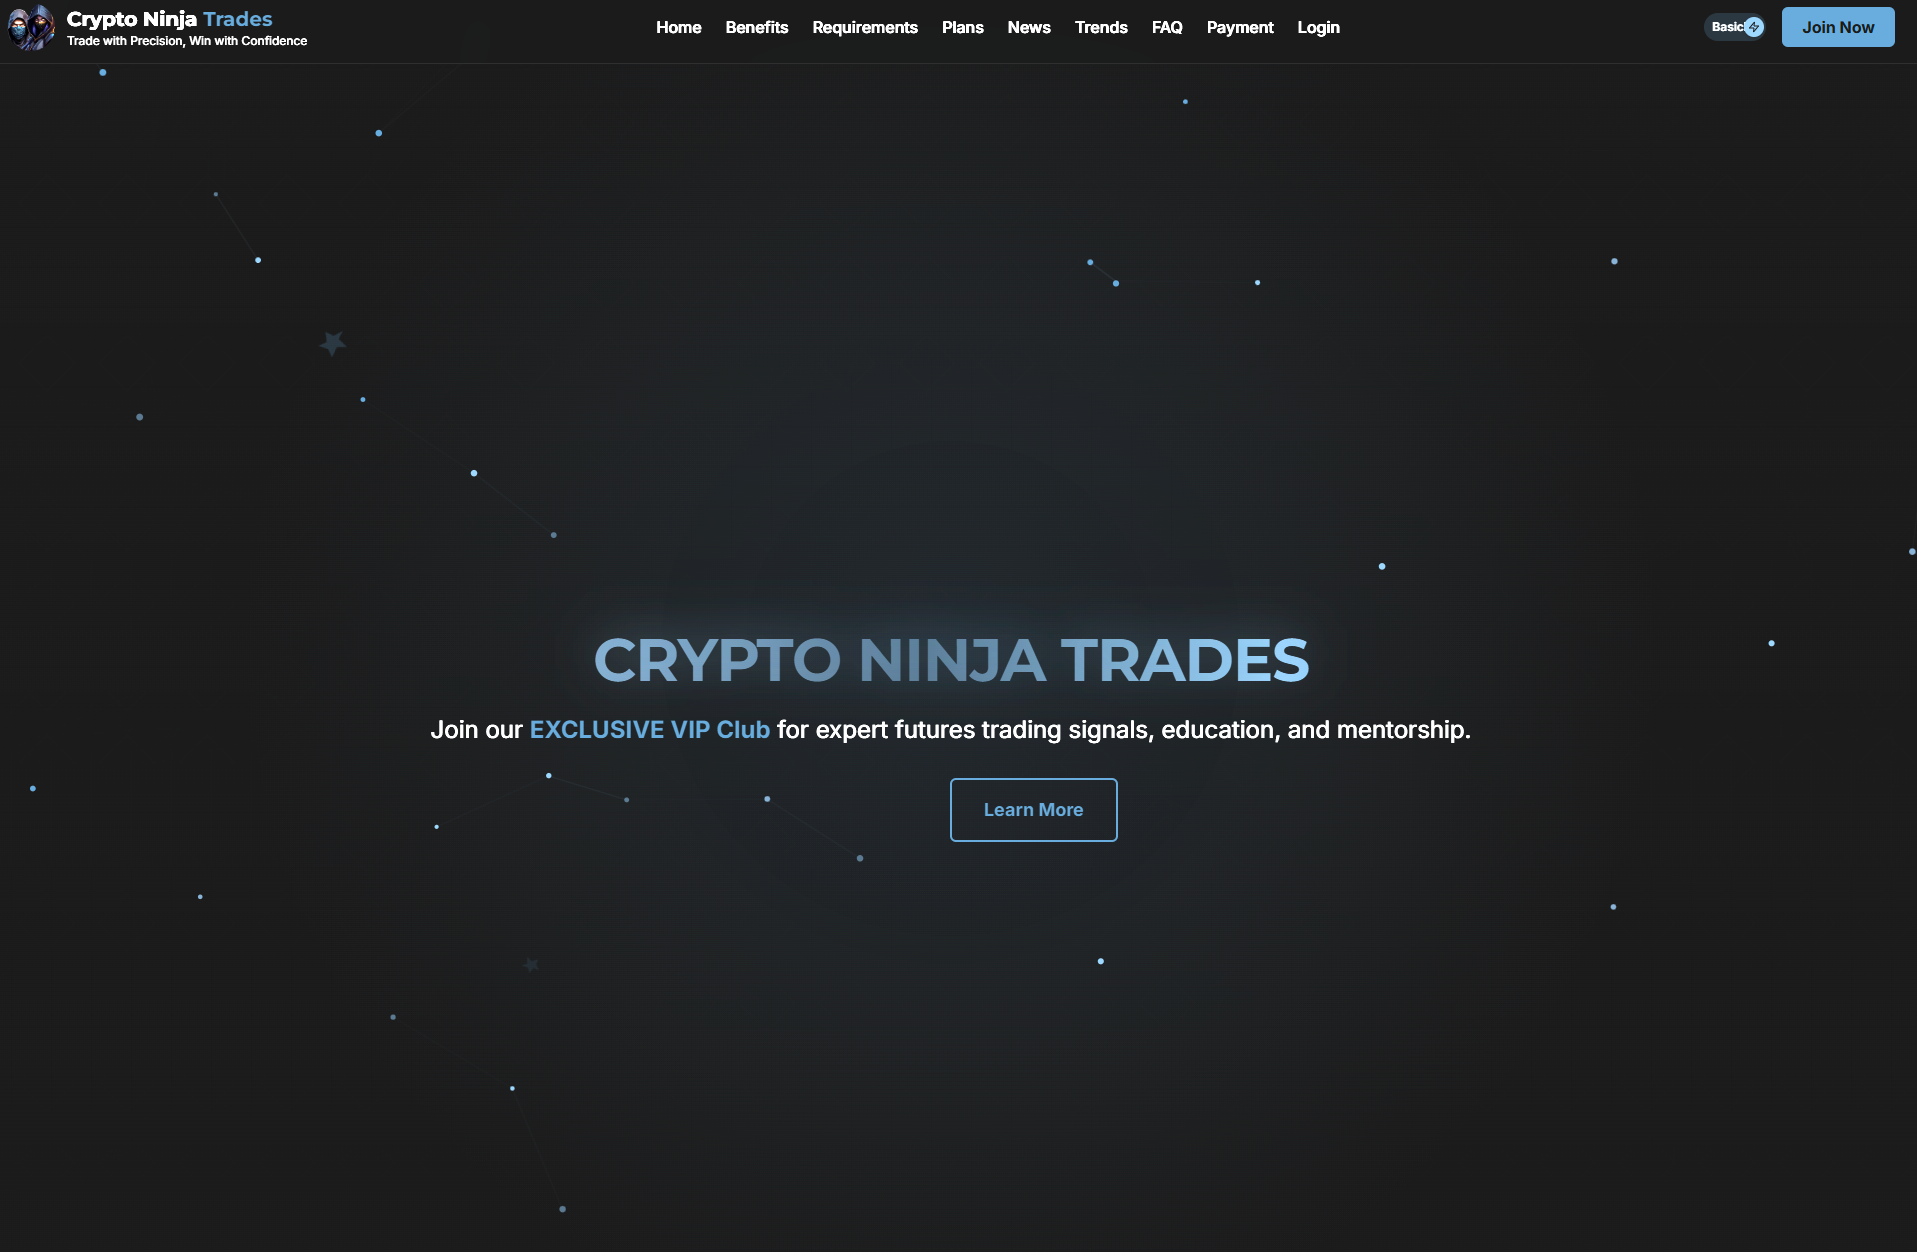 Crypto Ninja Trades
Trade with Precision, Win with Confidence
Home Benefits Requirements Plans News Trends FAQ Payment Login
Basic
Join Now
CRYPTO NINJA TRADES
Join our EXCLUSIVE VIP Club for expert futures trading signals, education, and mentorship.
Learn More